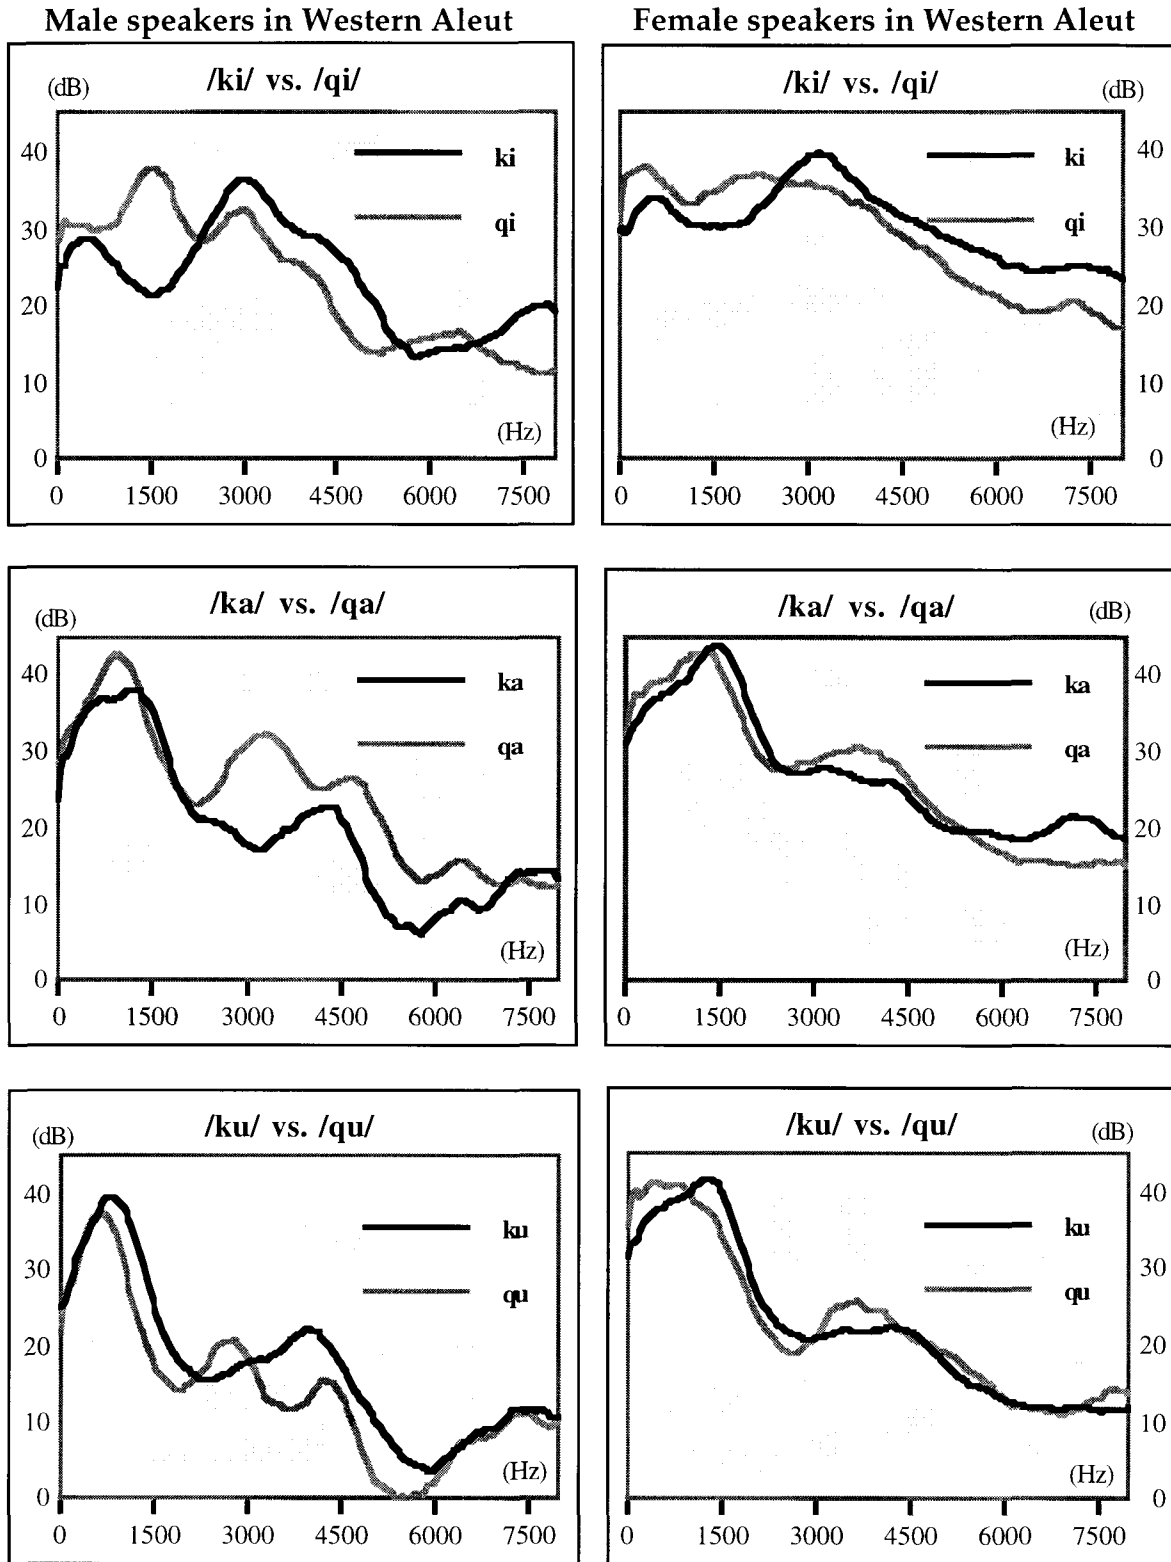 Male speakers in Western Aleut
Female speakers in Western Aleut
/ki/ vs. /qi/
(dB)
ki
qi
40
30
20
10
0
(Hz)
0 1500 3000 4500 6000 7500
/ki/ vs. /qi/
(dB)
ki
qi
40
30
20
10
0
(Hz)
0 1500 3000 4500 6000 7500
/ka/ vs. /qa/
(dB)
ka
qa
40
30
20
10
0
(Hz)
0 1500 3000 4500 6000 7500
/ka/ vs. /qa/
(dB)
ka
qa
40
30
20
10
0
(Hz)
0 1500 3000 4500 6000 7500
/ku/ vs. /qu/
(dB)
ku
qu
40
30
20
10
0
(Hz)
0 1500 3000 4500 6000 7500
/ku/ vs. /qu/
(dB)
ku
qu
40
30
20
10
0
(Hz)
0 1500 3000 4500 6000 7500